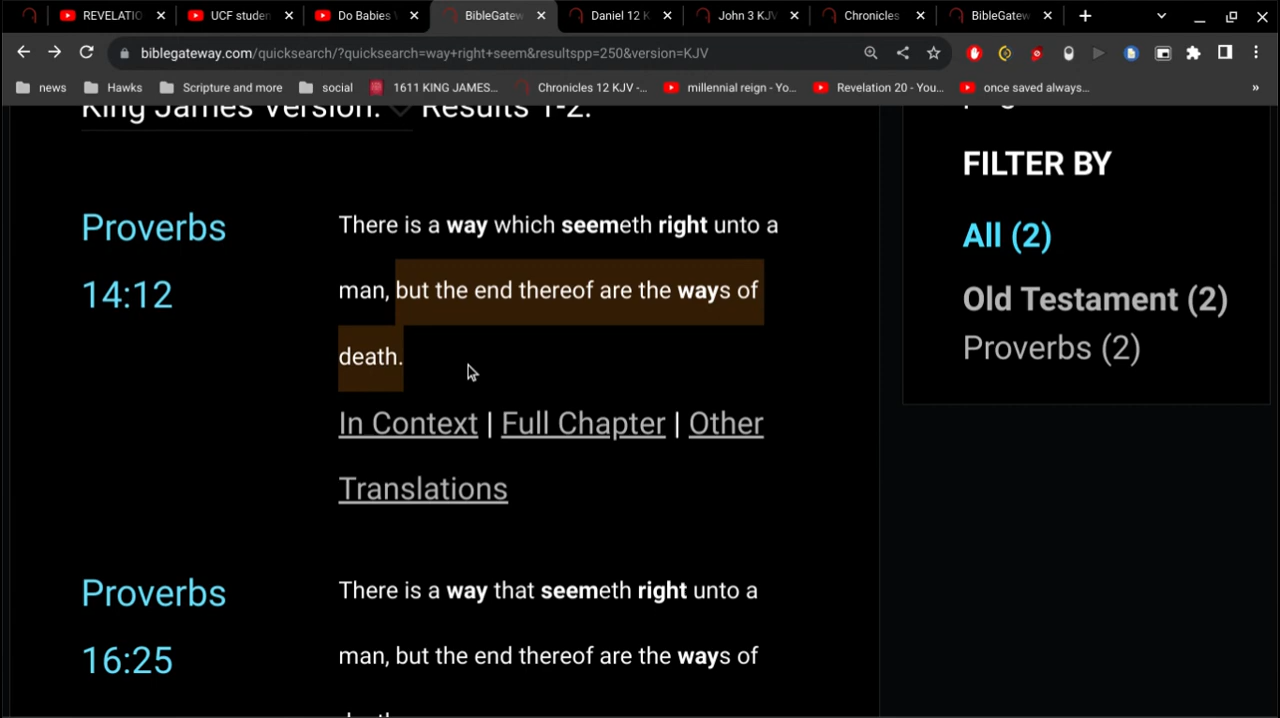 REVELATIO
UCF studen
Do Babies
BibleGatew
Daniel 12 K
John 3 KJV
Chronicles
BibleGatew
biblegateway.com/quicksearch/?quicksearch=way+right+seem&resultspp=250&version=KJV
news
Hawks
Scripture and more
social
1611 KING JAMES...
Chronicles 12 KJV -...
millennial reign - Yo...
Revelation 20 - You...
once saved always...
»
King James Version. Results 1-2.
Proverbs
14:12
There is a way which seemeth right unto a
man, but the end thereof are the ways of
death.
In Context | Full Chapter | Other
Translations
Proverbs
16:25
There is a way that seemeth right unto a
man, but the end thereof are the ways of
death.
FILTER BY
All (2)
Old Testament (2)
Proverbs (2)